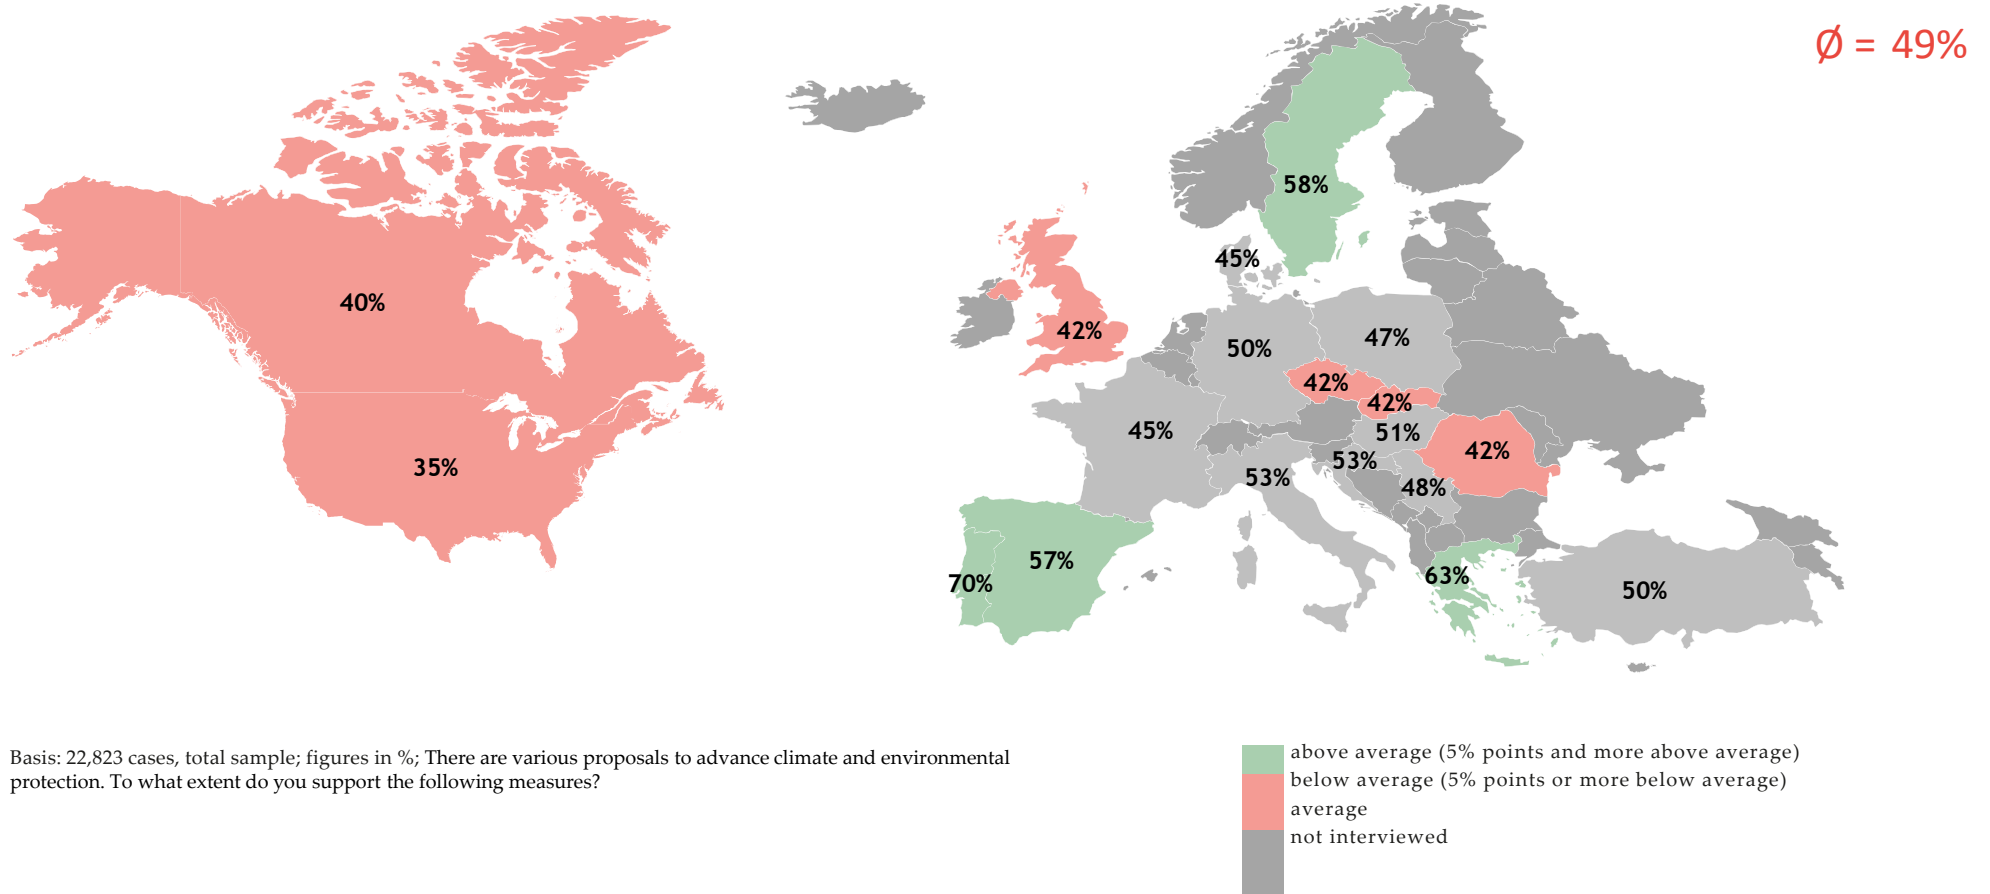 Ø = 49%
58%
45%
40%
42%
50%
47%
42%
42%
45%
51%
42%
53%
35%
53%
48%
57%
70%
63%
50%
Basis: 22,823 cases, total sample; figures in %; There are various proposals to advance climate and environmental
protection. To what extent do you support the following measures?
above average (5% points and more above average)
below average (5% points or more below average)
average
not interviewed